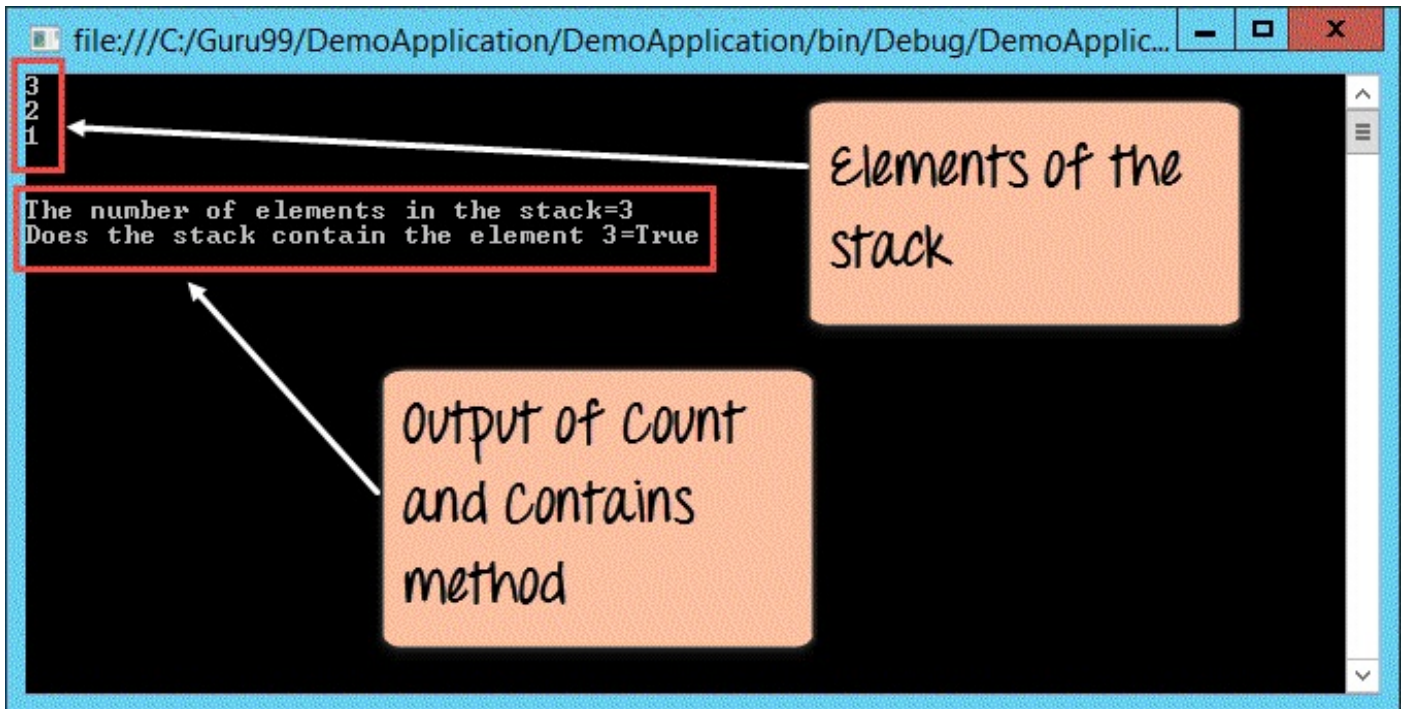 file:///C:/Guru99/DemoApplication/DemoApplication/bin/Debug/DemoApplic...
3
2
1
The number of elements in the stack=3
Does the stack contain the element 3=True
Elements of the
stack
Output of Count
and Contains
method